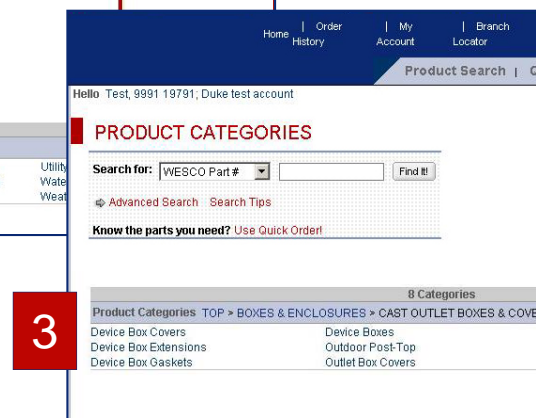 Home | Order History | My Account | Branch Locator
Product Search |
Hello Test, 9991 19791; Duke test account
PRODUCT CATEGORIES
Utility
Search for: WESCO Part # Find It!
Advanced Search Search Tips
Know the parts you need? Use Quick Order!
8 Categories
3
Product Categories TOP > BOXES & ENCLOSURES > CAST OUTLET BOXES &
Device Box Covers Device Boxes
Device Box Extensions Outdoor Post-Top
Device Box Gaskets Outlet Box Covers